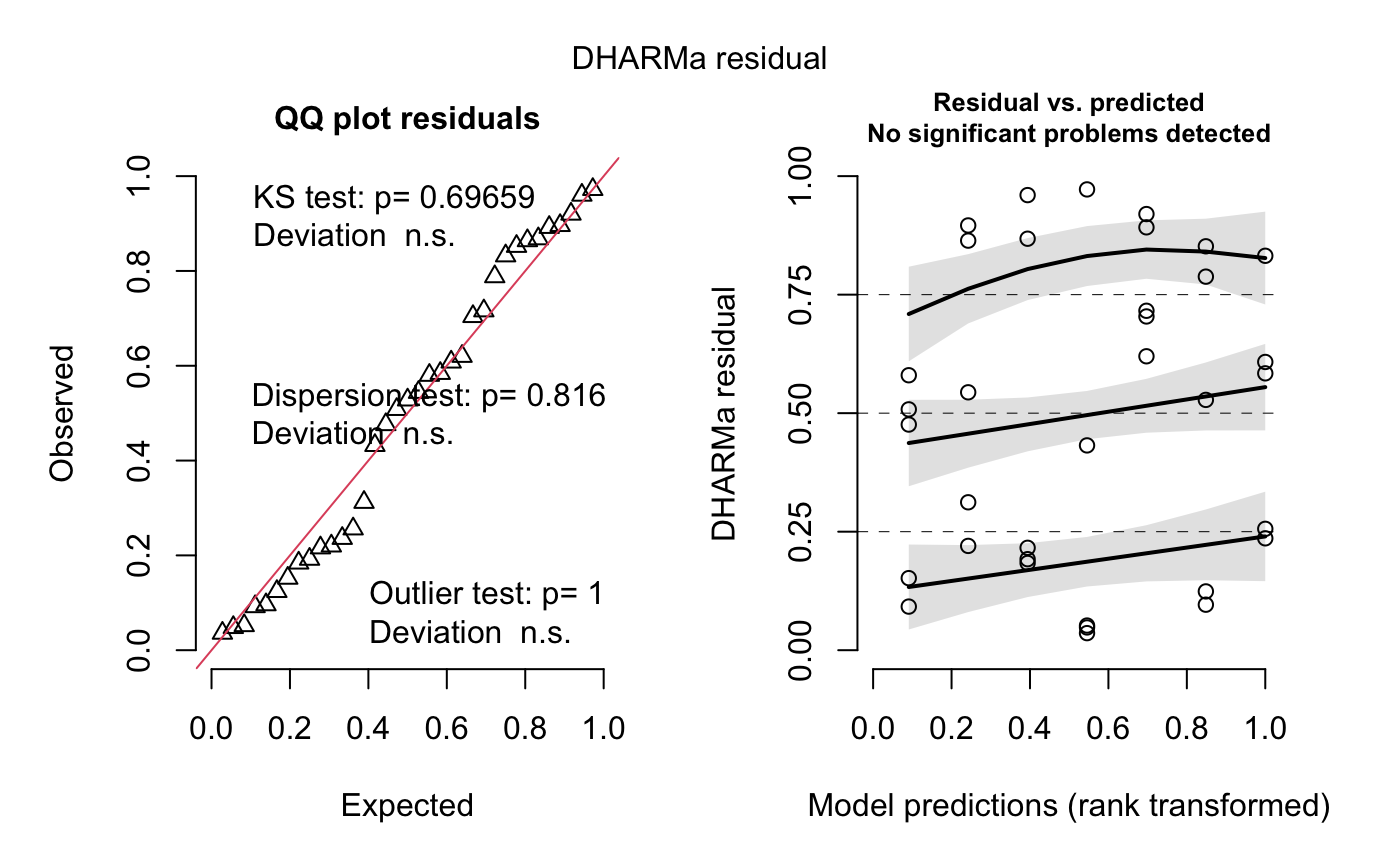 DHARMa residual
QQ plot residuals
KS test: p= 0.69659
Deviation  n.s.
Dispersion test: p= 0.816
Deviation  n.s.
Outlier test: p= 1
Deviation  n.s.
Observed
1.0
0.8
0.6
0.4
0.2
0.0
0.0 0.2 0.4 0.6 0.8 1.0
Expected
Residual vs. predicted
No significant problems detected
DHARMa residual
1.00
0.75
0.50
0.25
0.00
0.0 0.2 0.4 0.6 0.8 1.0
Model predictions (rank transformed)